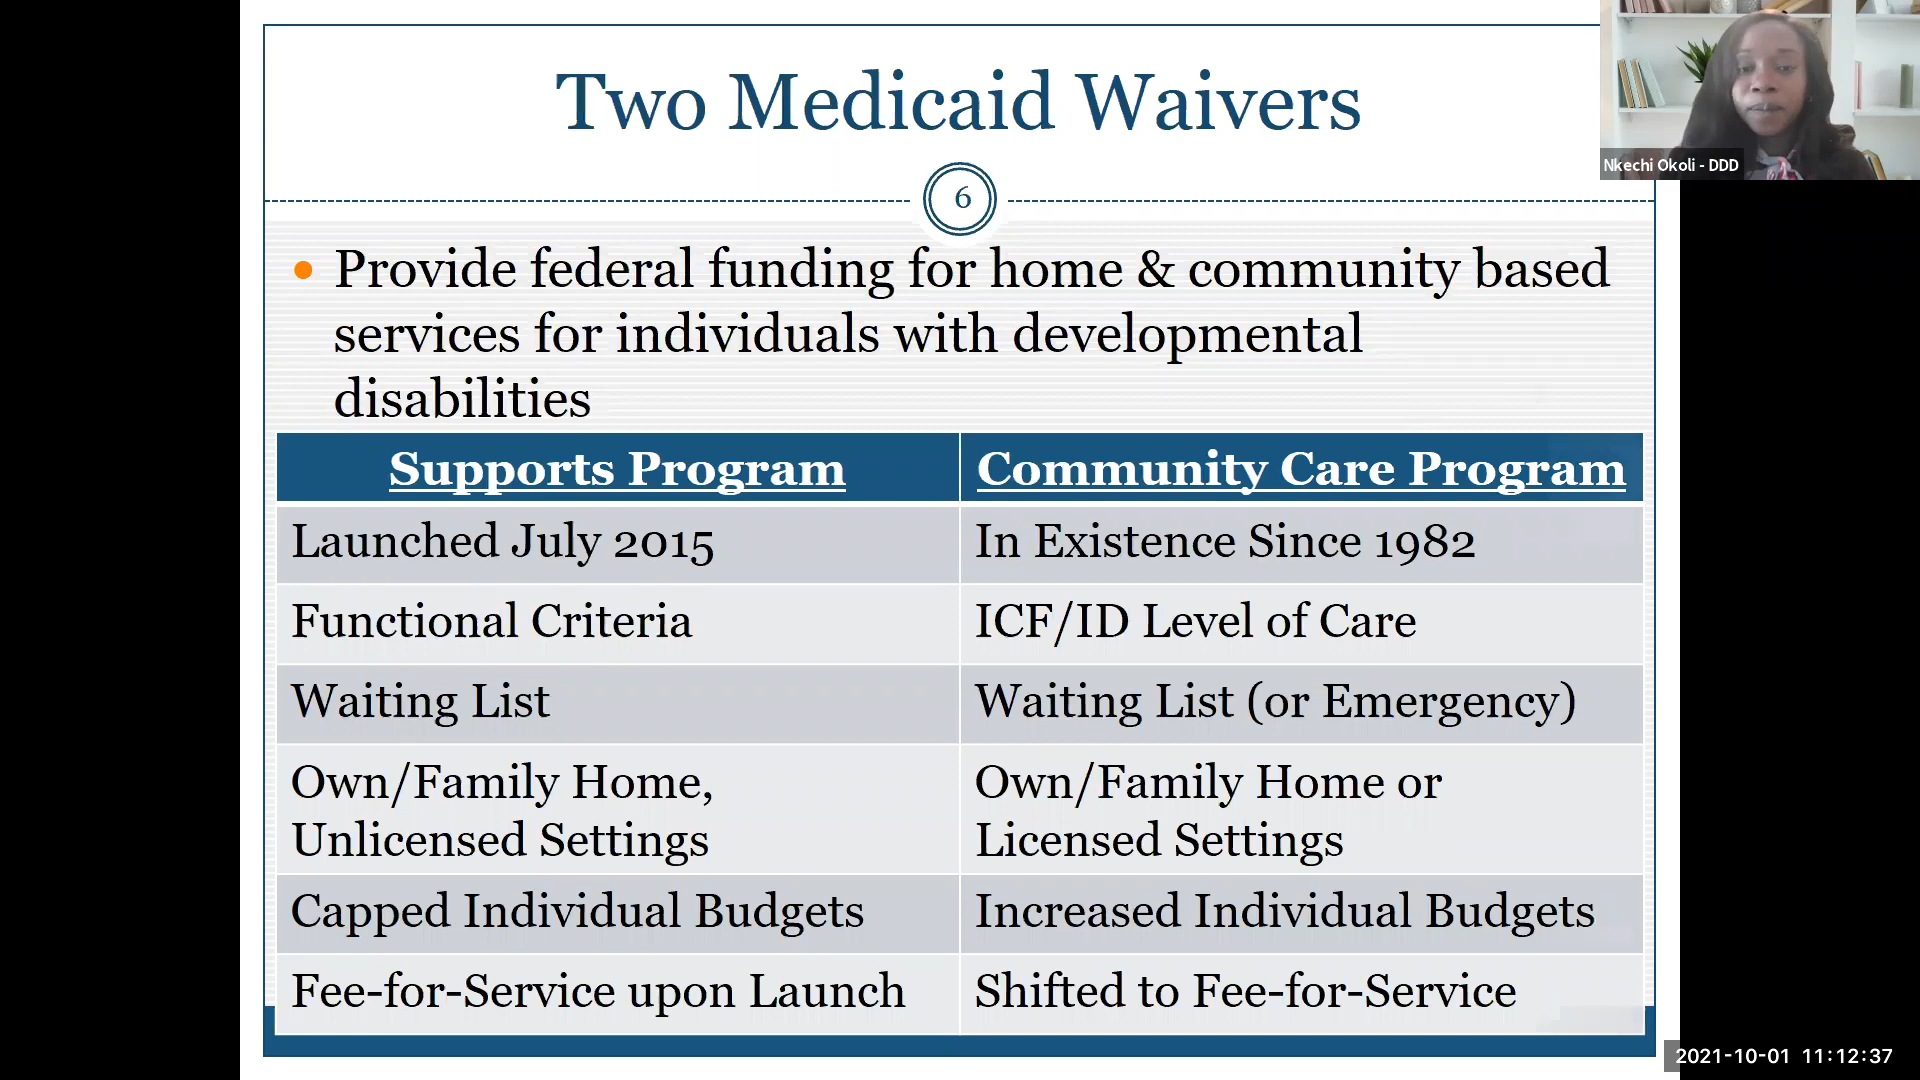 Two Medicaid Waivers
Nkechi Okoli - DDD
6
• Provide federal funding for home & community based
services for individuals with developmental
disabilities
Supports Program
Community Care Program
Launched July 2015
In Existence Since 1982
Functional Criteria
ICF/ID Level of Care
Waiting List
Waiting List (or Emergency)
Own/Family Home,
Unlicensed Settings
Own/Family Home or
Licensed Settings
Capped Individual Budgets
Increased Individual Budgets
Fee-for-Service upon Launch
Shifted to Fee-for-Service
2021-10-01 11:12:37